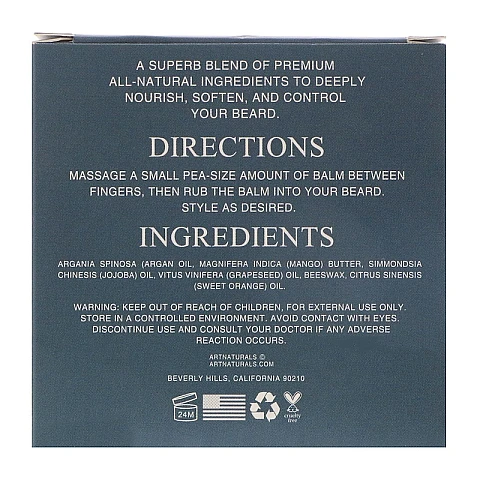 A SUPERB BLEND OF PREMIUM
ALL-NATURAL INGREDIENTS TO DEEPLY
NOURISH, SOFTEN, AND CONTROL
YOUR BEARD.
DIRECTIONS
MASSAGE A SMALL PEA-SIZE AMOUNT OF BALM BETWEEN
FINGERS, THEN RUB THE BALM INTO YOUR BEARD.
STYLE AS DESIRED.
INGREDIENTS
ARGANIA SPINOSA (ARGAN OIL, MAGNIFERA INDICA (MANGO) BUTTER, SIMMONDSIA
CHINESIS (JOJOBA) OIL, VITUS VINIFERA (GRAPESEED) OIL, BEESWAX, CITRUS SINENSIS
(SWEET ORANGE) OIL.
WARNING: KEEP OUT OF REACH OF CHILDREN, FOR EXTERNAL USE ONLY.
STORE IN A CONTROLLED ENVIRONMENT. AVOID CONTACT WITH EYES.
DISCONTINUE USE AND CONSULT YOUR DOCTOR IF ANY ADVERSE
REACTION OCCURS.
ARTNATURALS ©
ARTNATURALS.COM
BEVERLY HILLS, CALIFORNIA 90210
24M
cruelty
free